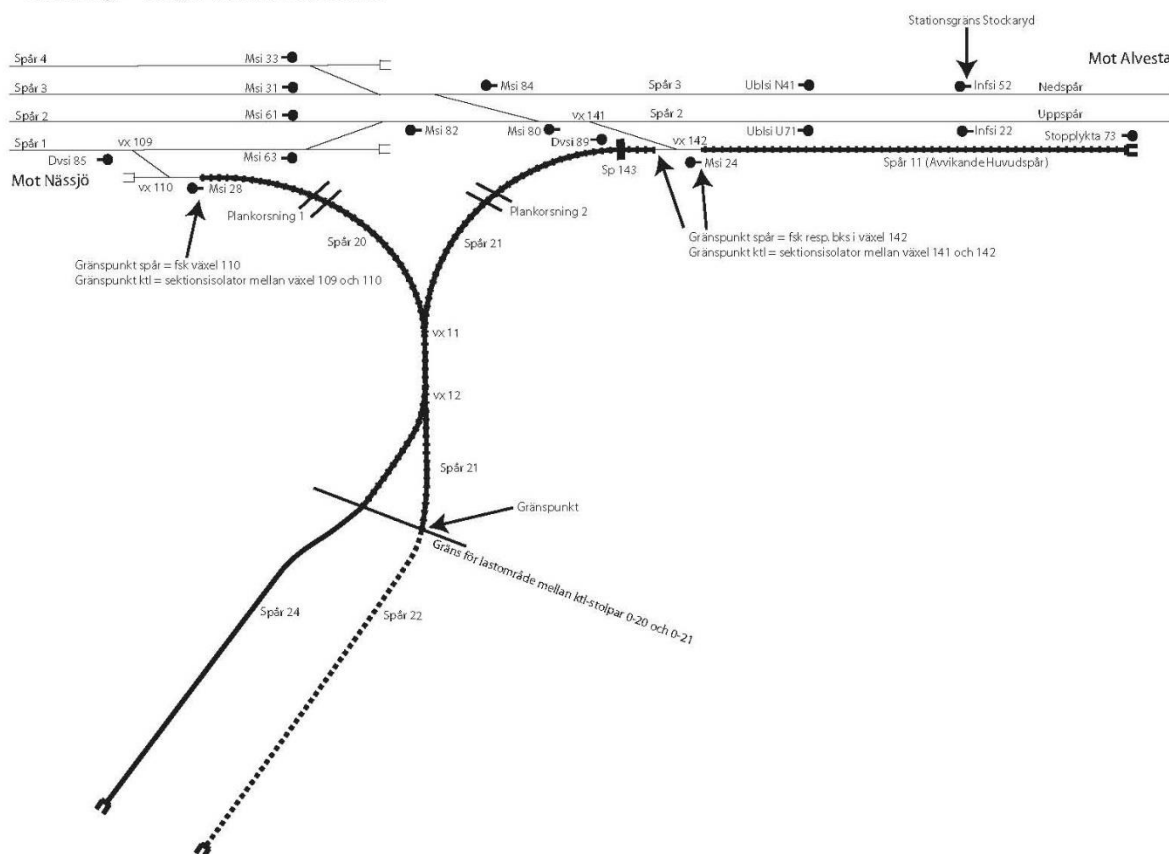 Stationsgräns Stockaryd
Mot Alvesta
Spår 4
Msi 33
Spår 3
Msi 31
Msi 84
Spår 3
Ublsi N41
Infsi 52
Nedspår
Spår 2
Msi 61
Msi 82
Msi 80
vx 141
Spår 2
Ublsi U71
Infsi 22
Uppspår
Stopplykta 73
Spår 1
vx 109
Dvsi 85
Msi 63
Dvsi 89
Sp 143
vx 142
Msi 24
Spår 11 (Avvikande Huvudspår)
Mot Nässjö
vx 110
Msi 28
Plankorsning 1
Plankorsning 2
Spår 20
Spår 21
Gränspunkt spår = fsk resp. bks i växel 142
Gränspunkt ktl = sektionsisolator mellan växel 141 och 142
Gränspunkt spår = fsk växel 110
Gränspunkt ktl = sektionsisolator mellan växel 109 och 110
vx 11
vx 12
Spår 21
Gränspunkt
Gräns för lastområde mellan ktl-stolpar 0-20 och 0-21
Spår 24
Spår 22